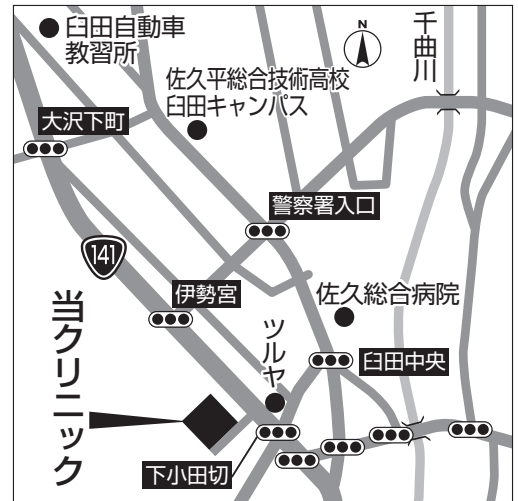 臼田自動車
教習所
N
千曲川
佐久平総合技術高校
臼田キャンパス
大沢下町
警察署入口
141
伊勢宮
佐久総合病院
当クリニック
ツルヤ
臼田中央
下小田切